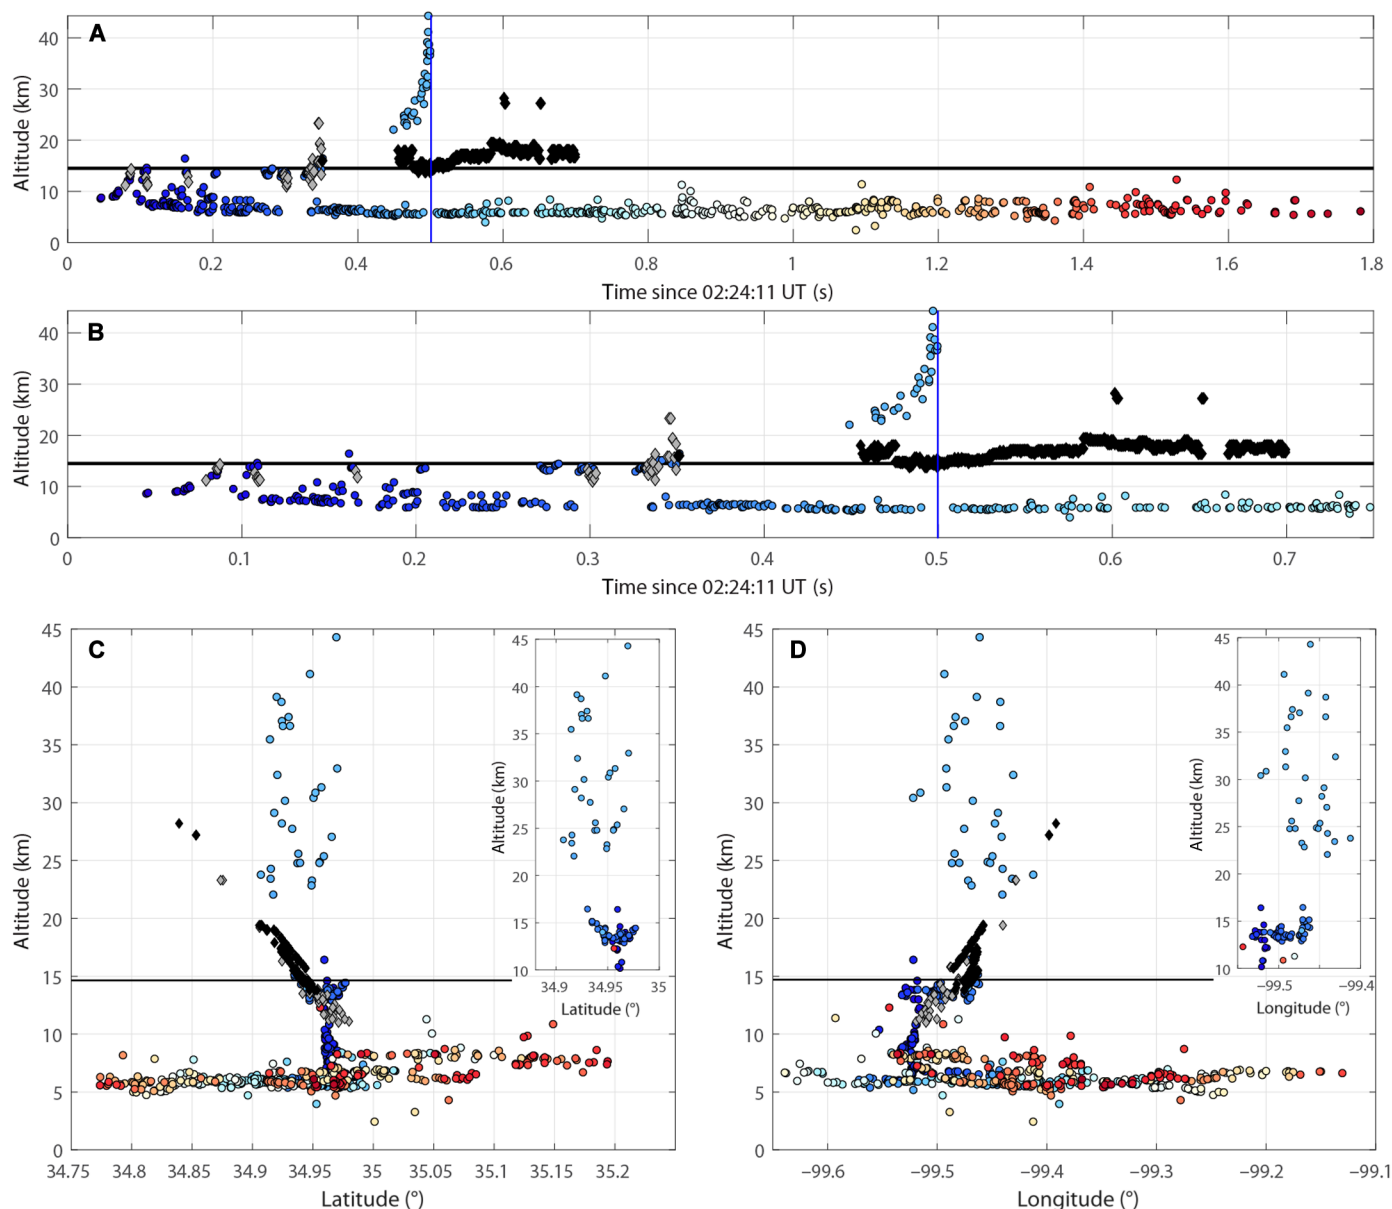 A
Altitude (km)
40
30
20
10
0
0 0.2 0.4 0.6 0.8 1 1.2 1.4 1.6 1.8
Time since 02:24:11 UT (s)
B
Altitude (km)
40
30
20
10
0
0 0.1 0.2 0.3 0.4 0.5 0.6 0.7
Time since 02:24:11 UT (s)
C
Altitude (km)
45
40
35
30
25
20
15
10
5
0
34.75 34.8 34.85 34.9 34.95 35 35.05 35.1 35.15 35.2
Latitude (°)
Altitude (km)
45
40
35
30
25
20
15
10
34.9 34.95 35
Latitude (°)
D
Altitude (km)
45
40
35
30
25
20
15
10
5
0
−99.6 −99.5 −99.4 −99.3 −99.2 −99.1
Longitude (°)
Altitude (km)
45
40
35
30
25
20
15
10
−99.5 −99.4
Longitude (°)